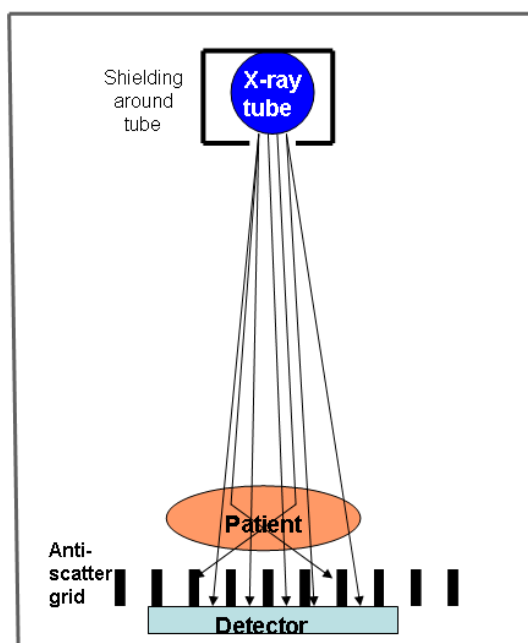 Shielding
around
tube
X-ray
tube
Patient
Anti-
scatter
grid
Detector